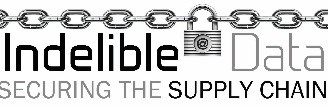 @
Indelible Data
SECURING THE SUPPLY CHAIN